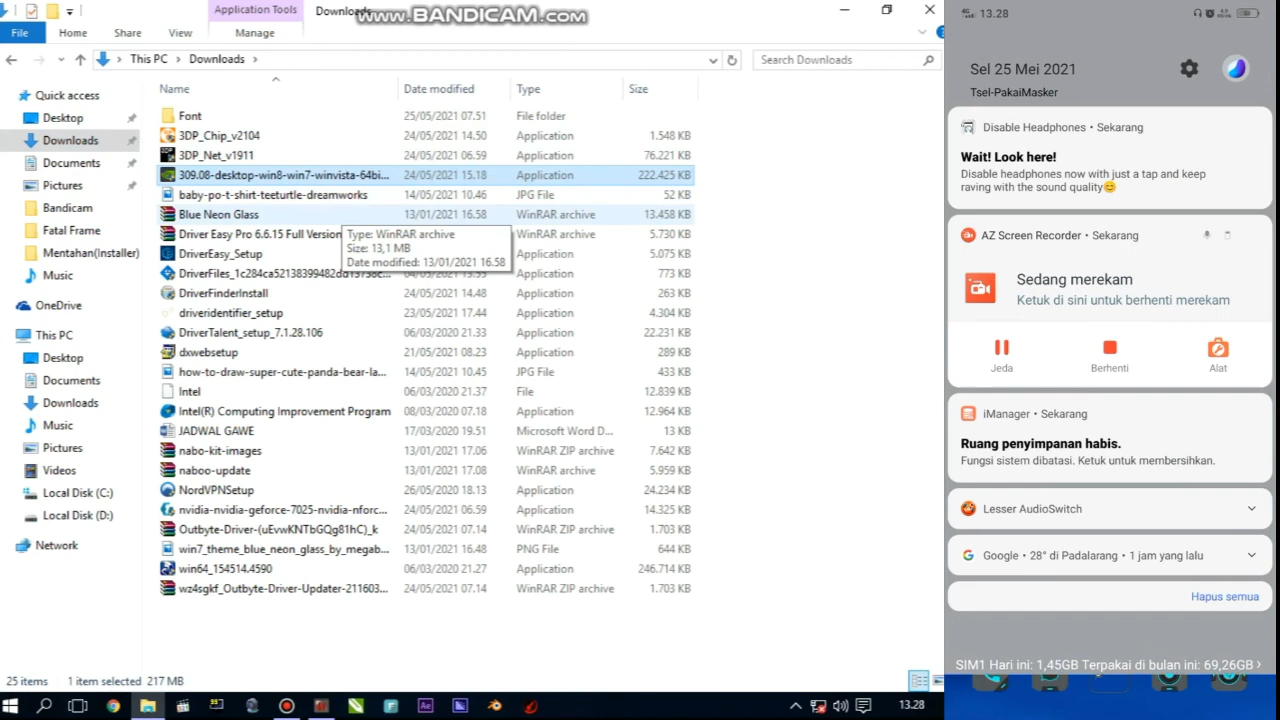 Application Tools
Downloads
www.BANDICAM.com
File
Home
Share
View
Manage
This PC
Downloads
Search Downloads
Name
Date modified
Type
Size
Quick access
Desktop
Downloads
Documents
Pictures
Bandicam
Fatal Frame
Mentahan(Installer)
Music
OneDrive
This PC
Desktop
Documents
Downloads
Music
Pictures
Videos
Local Disk (C:)
Local Disk (D:)
Network
Font 25/05/2021 07.51 File folder
3DP_Chip_v2104 24/05/2021 14.50 Application 1.548 KB
3DP_Net_v1911 24/05/2021 06.59 Application 76.221 KB
309.08-desktop-win8-win7-winvista-64bi... 24/05/2021 15.18 Application 222.425 KB
baby-po-t-shirt-teeturtle-dreamworks 14/05/2021 10.46 JPG File 52 KB
Blue Neon Glass 13/01/2021 16.58 WinRAR archive 13.458 KB
Driver Easy Pro 6.6.15 Full Version WinRAR archive 5.730 KB
Type: WinRAR archive
Size: 13,1 MB
Date modified: 13/01/2021 16.58
DriverEasy_Setup Application 5.075 KB
Application 773 KB
DriverFinderInstall 24/05/2021 14.48 Application 263 KB
driveridentifier_setup 23/05/2021 17.44 Application 4.304 KB
DriverTalent_setup_7.1.28.106 06/03/2020 21.33 Application 22.231 KB
dxwebsetup 21/05/2021 08.23 Application 289 KB
how-to-draw-super-cute-panda-bear-la... 14/05/2021 10.45 JPG File 433 KB
Intel 06/03/2020 21.37 File 12.839 KB
Intel(R) Computing Improvement Program 08/03/2020 07.18 Application 12.964 KB
JADWAL GAWE 17/03/2020 19.51 Microsoft Word D... 13 KB
nabo-kit-images 13/01/2021 17.06 WinRAR ZIP archive 7.642 KB
naboo-update 13/01/2021 17.08 WinRAR archive 5.959 KB
NordVPNSetup 26/05/2020 18.13 Application 24.234 KB
nvidia-nvidia-geforce-7025-nvidia-nforc... 24/05/2021 06.59 Application 14.325 KB
Outbyte-Driver-(uEvwKNTbGQg81hC)_k 24/05/2021 07.14 WinRAR ZIP archive 1.703 KB
win7_theme_blue_neon_glass_by_megab... 13/01/2021 16.48 PNG File 644 KB
win64_154514.4590 06/03/2020 21.27 Application 246.714 KB
wz4sgkf_Outbyte-Driver-Updater-211603... 24/05/2021 07.14 WinRAR ZIP archive 1.703 KB
25 items 1 item selected 217 MB
13.28
13.28
Sel 25 Mei 2021
Tsel-PakaiMasker
Disable Headphones • Sekarang
Wait! Look here!
Disable headphones now with just a tap and keep
raving with the sound quality😊
AZ Screen Recorder • Sekarang
Sedang merekam
Ketuk di sini untuk berhenti merekam
Jeda
Berhenti
Alat
iManager • Sekarang
Ruang penyimpanan habis.
Fungsi sistem dibatasi. Ketuk untuk membersihkan.
Lesser AudioSwitch
Google • 28° di Padalarang • 1 jam yang lalu
Hapus semua
SIM1 Hari ini: 1,45GB Terpakai di bulan ini: 69,26GB